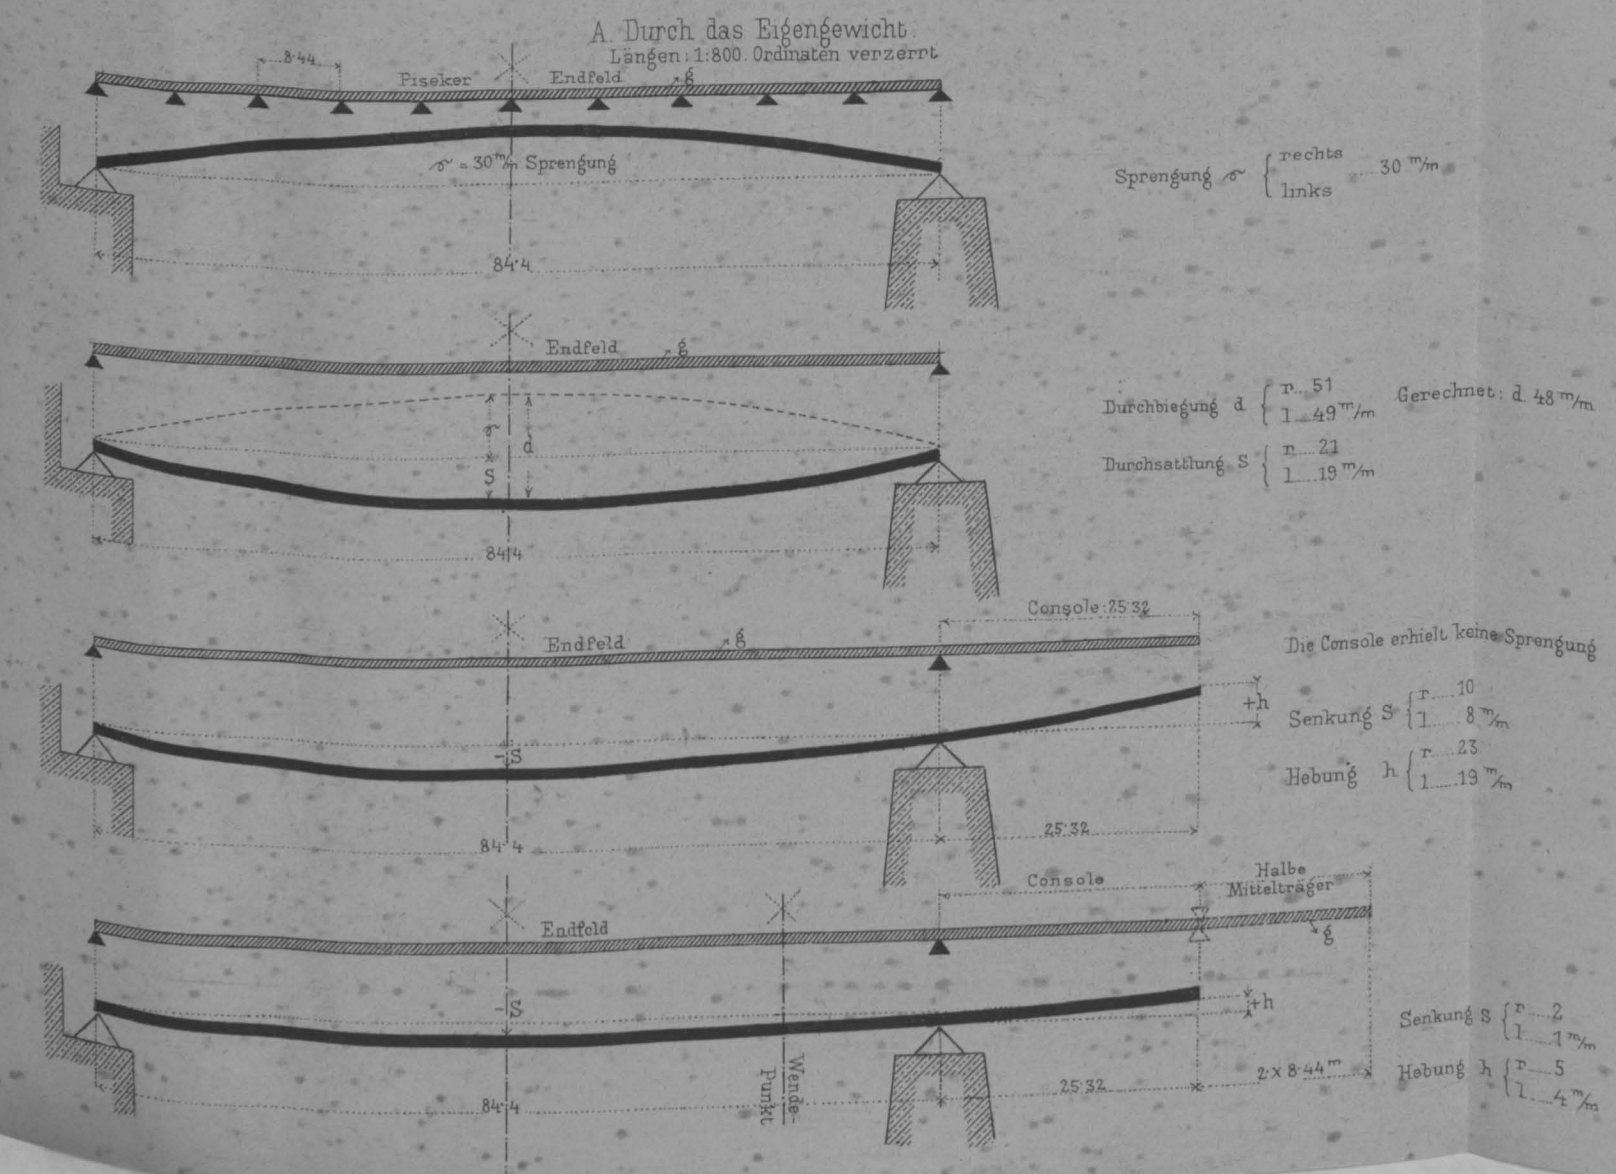 A. Durch das Eigengewicht.
Längen: 1:800. Ordinaten verzerrt
8·44
Piseker
Endfeld
g
σ = 30 m/m Sprengung
84·4
Sprengung σ { rechts
links
30 m/m
Endfeld
g
σ
d
S
84·4
Durchbiegung d { r...51
l...49 m/m
Gerechnet: d 48 m/m
Durchsattlung S { r...21
l...19 m/m
Console: 25·32
Endfeld
g
Die Console erhielt keine Sprengung
+h
-S
Senkung S { r...10
l...8 m/m
Hebung h { r...23
l...19 m/m
84·4
25·32
Console
Halbe
Mittelträger
Endfeld
g
-S
+h
Senkung S { r...2
l...1 m/m
Hebung h { r...5
l...4 m/m
Wende-
Punkt
84·4
25·32
2 x 8·44 m